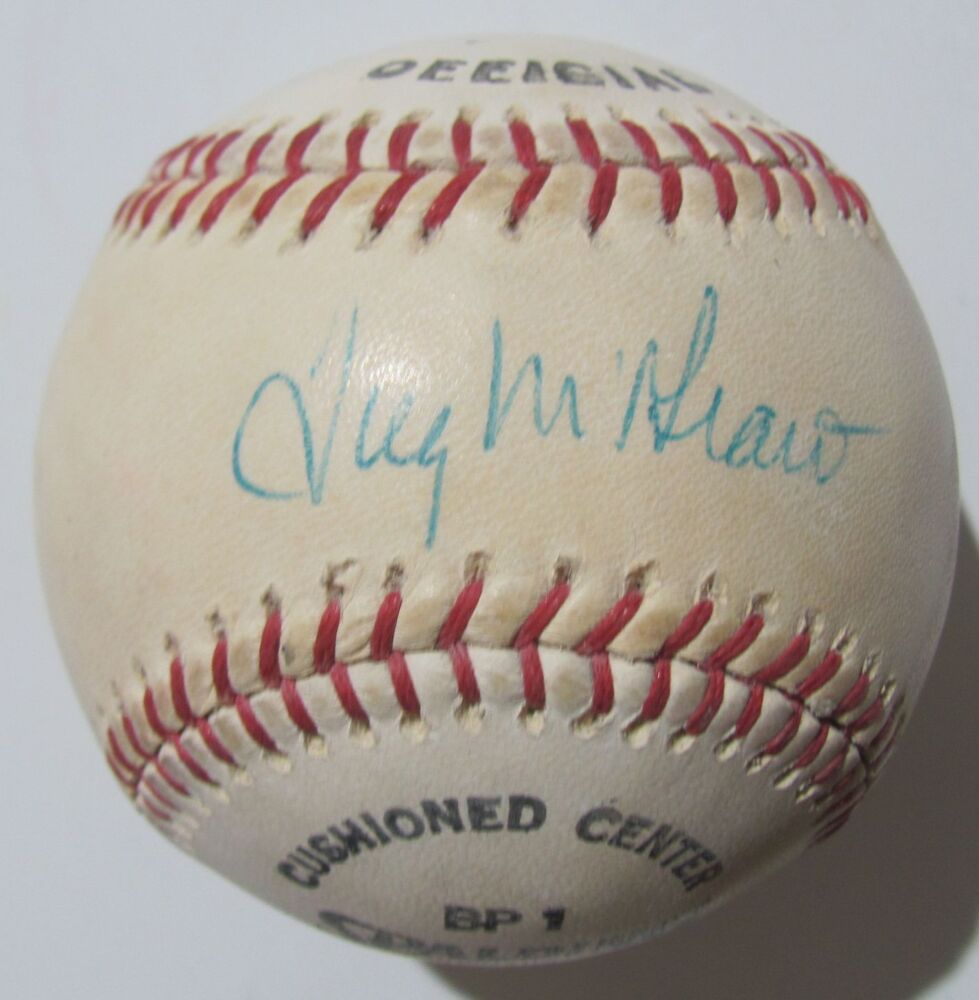 OFFICIAL
Tug McGraw
CUSHIONED CENTER
BP 1